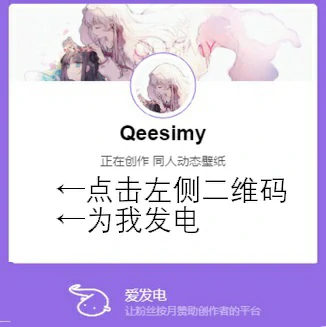 Qeesimy
正在创作 同人动态壁纸
←点击左侧二维码
←为我发电
爱发电
让粉丝按月赞助创作者的平台